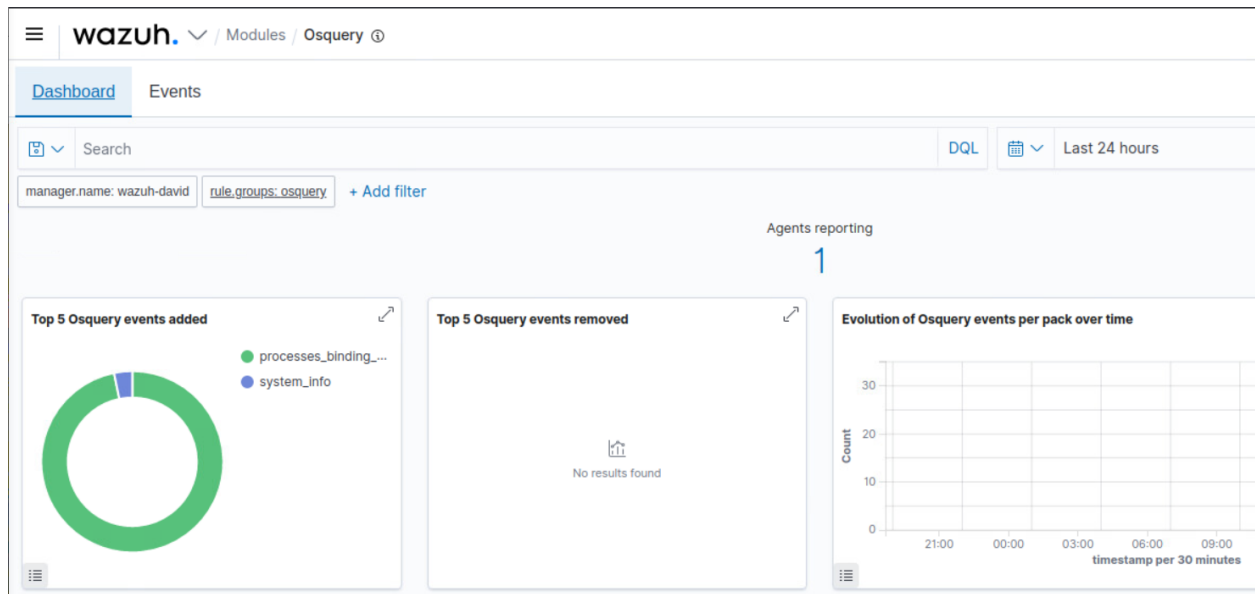 wazuh. / Modules / Osquery
Dashboard Events
Search DQL Last 24 hours
manager.name: wazuh-david rule.groups: osquery + Add filter
Agents reporting
1
Top 5 Osquery events added
processes_binding_...
system_info
Top 5 Osquery events removed
No results found
Evolution of Osquery events per pack over time
Count
30
20
10
0
21:00 00:00 03:00 06:00 09:00
timestamp per 30 minutes